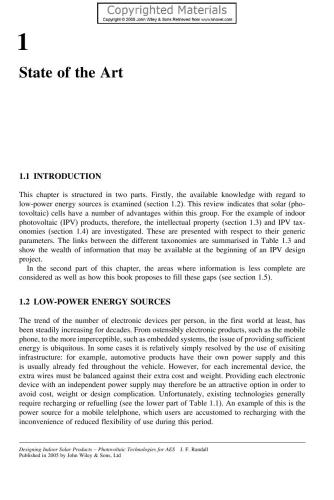 Copyrighted Materials
Copyright © 2005 John Wiley & Sons Retrieved from www.knovel.com
1
State of the Art
1.1 INTRODUCTION
This chapter is structured in two parts. Firstly, the available knowledge with regard to
low-power energy sources is examined (section 1.2). This review indicates that solar (pho-
tovoltaic) cells have a number of advantages within this group. For the example of indoor
photovoltaic (IPV) products, therefore, the intellectual property (section 1.3) and IPV tax-
onomies (section 1.4) are investigated. These are presented with respect to their generic
parameters. The links between the different taxonomies are summarised in Table 1.3 and
show the wealth of information that may be available at the beginning of an IPV design
project.
In the second part of this chapter, the areas where information is less complete are
considered as well as how this book proposes to fill these gaps (see section 1.5).
1.2 LOW-POWER ENERGY SOURCES
The trend of the number of electronic devices per person, in the first world at least, has
been steadily increasing for decades. From ostensibly electronic products, such as the mobile
phone, to the more imperceptible, such as embedded systems, the issue of providing sufficient
energy is ubiquitous. In some cases it is relatively simply resolved by the use of exisiting
infrastructure: for example, automotive products have their own power supply and this
is usually already fed throughout the vehicle. However, for each incremental device, the
extra wires must be balanced against their extra cost and weight. Providing each electronic
device with an independent power supply may therefore be an attractive option in order to
avoid cost, weight or design complication. Unfortunately, existing technologies generally
require recharging or refuelling (see the lower part of Table 1.1). An example of this is the
power source for a mobile telelphone, which users are accustomed to recharging with the
inconvenience of reduced flexibility of use during this period.
Designing Indoor Solar Products – Photovoltaic Technologies for AES J. F. Randall
Published in 2005 by John Wiley & Sons, Ltd